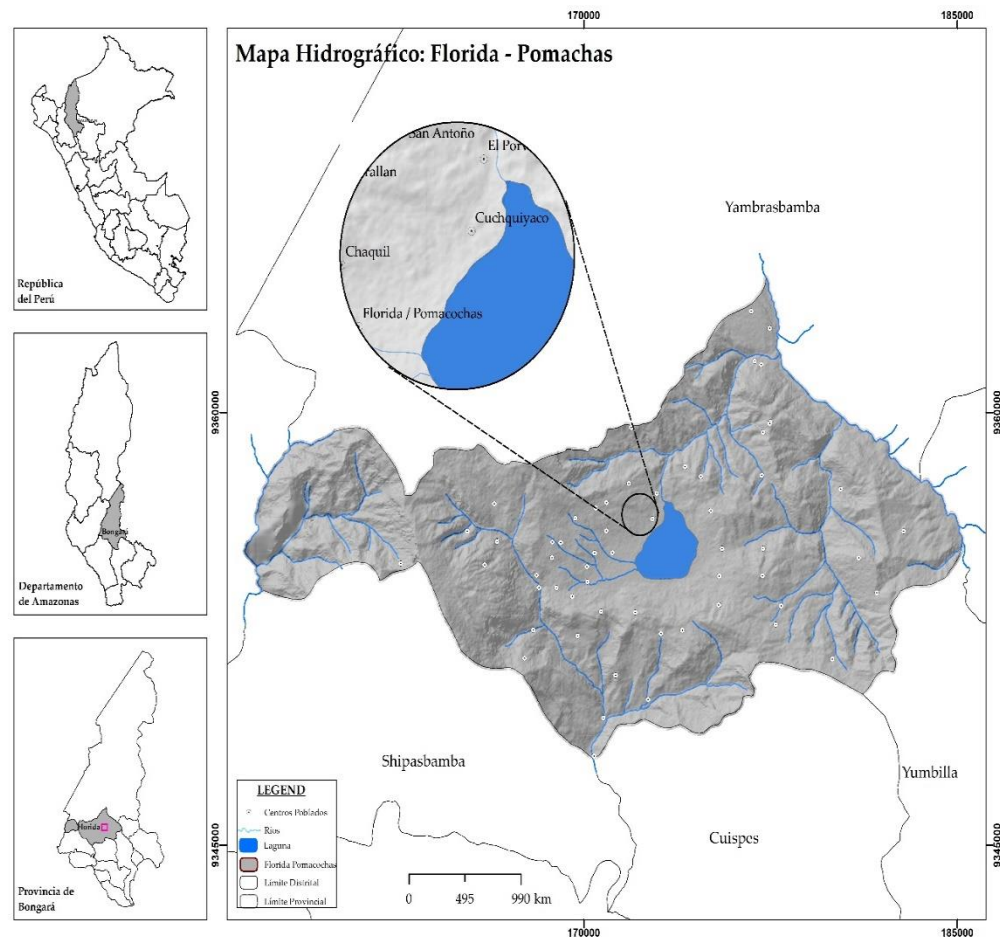 170000
185000
Mapa Hidrográfico: Florida - Pomachas
San Antoño
El Porv
rallan
Cuchquiyaco
Chaquil
Florida / Pomacochas
Yambrasbamba
República
del Perú
9360000
9360000
Bongará
Departamento
de Amazonas
Shipasbamba
Yumbilla
Cuispes
Florida
Provincia de
Bongará
LEGEND
Centros Poblados
Rios
Laguna
Florida Pomacochas
Límite Distrital
Límite Provincial
0 495 990 km
9345000
9345000
170000
185000